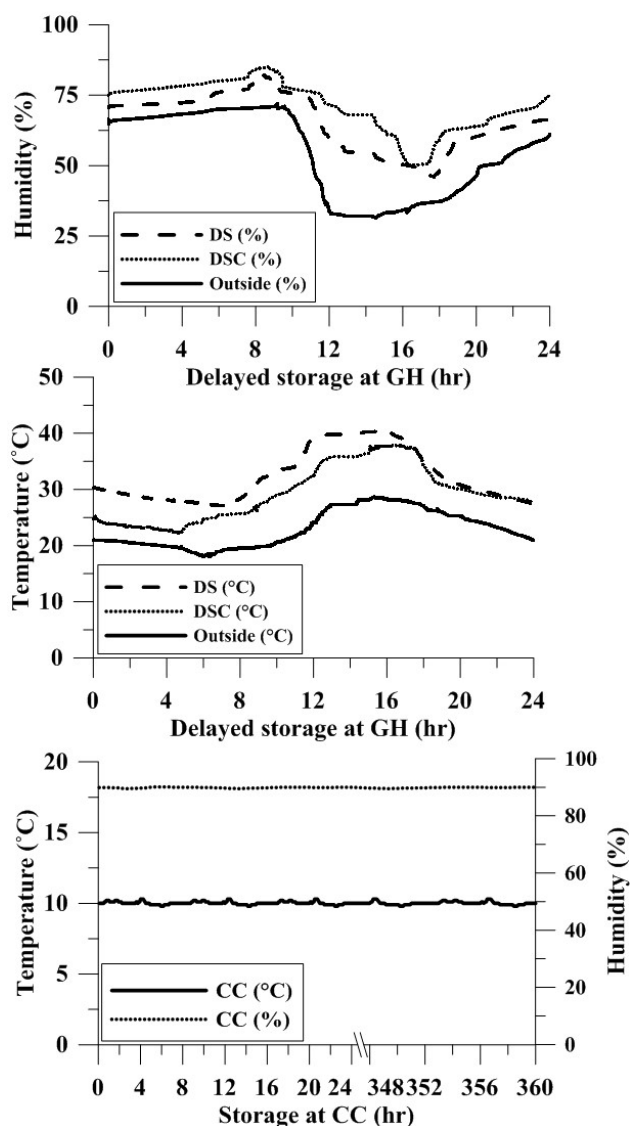 100
75
50
25
0
Humidity (%)
DS (%)
DSC (%)
Outside (%)
0 4 8 12 16 20 24
Delayed storage at GH (hr)
50
40
30
20
10
0
Temperature (˚C)
DS (°C)
DSC (°C)
Outside (°C)
0 4 8 12 16 20 24
Delayed storage at GH (hr)
20
15
10
5
0
Temperature (˚C)
100
80
60
40
20
0
Humidity (%)
CC (°C)
CC (%)
0 4 8 12 16 20 24 348 352 356 360
Storage at CC (hr)